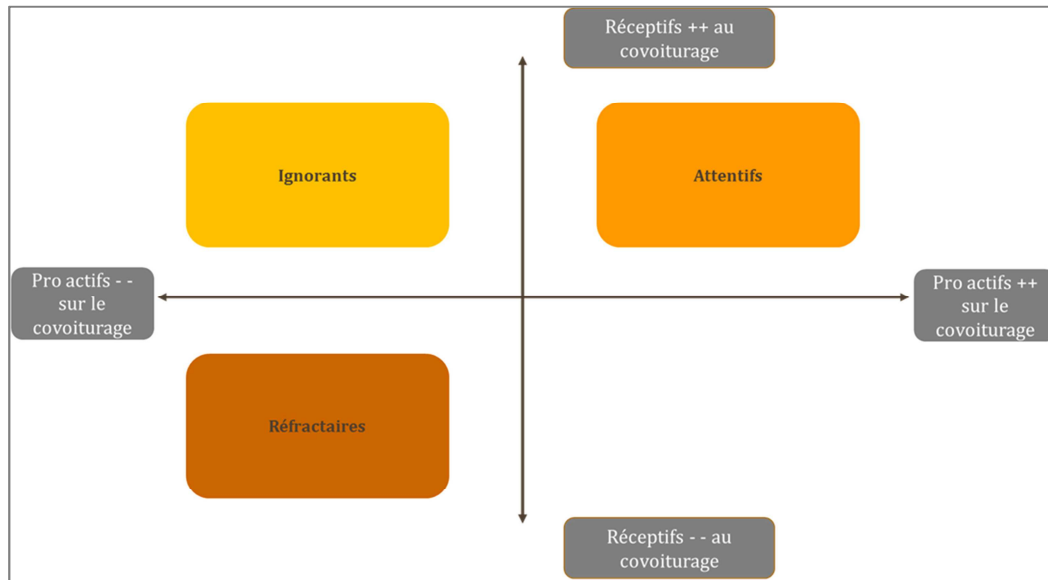 Réceptifs ++ au
covoiturage
Ignorants
Attentifs
Pro actifs - -
sur le
covoiturage
Pro actifs ++
sur le
covoiturage
Réfractaires
Réceptifs - - au
covoiturage